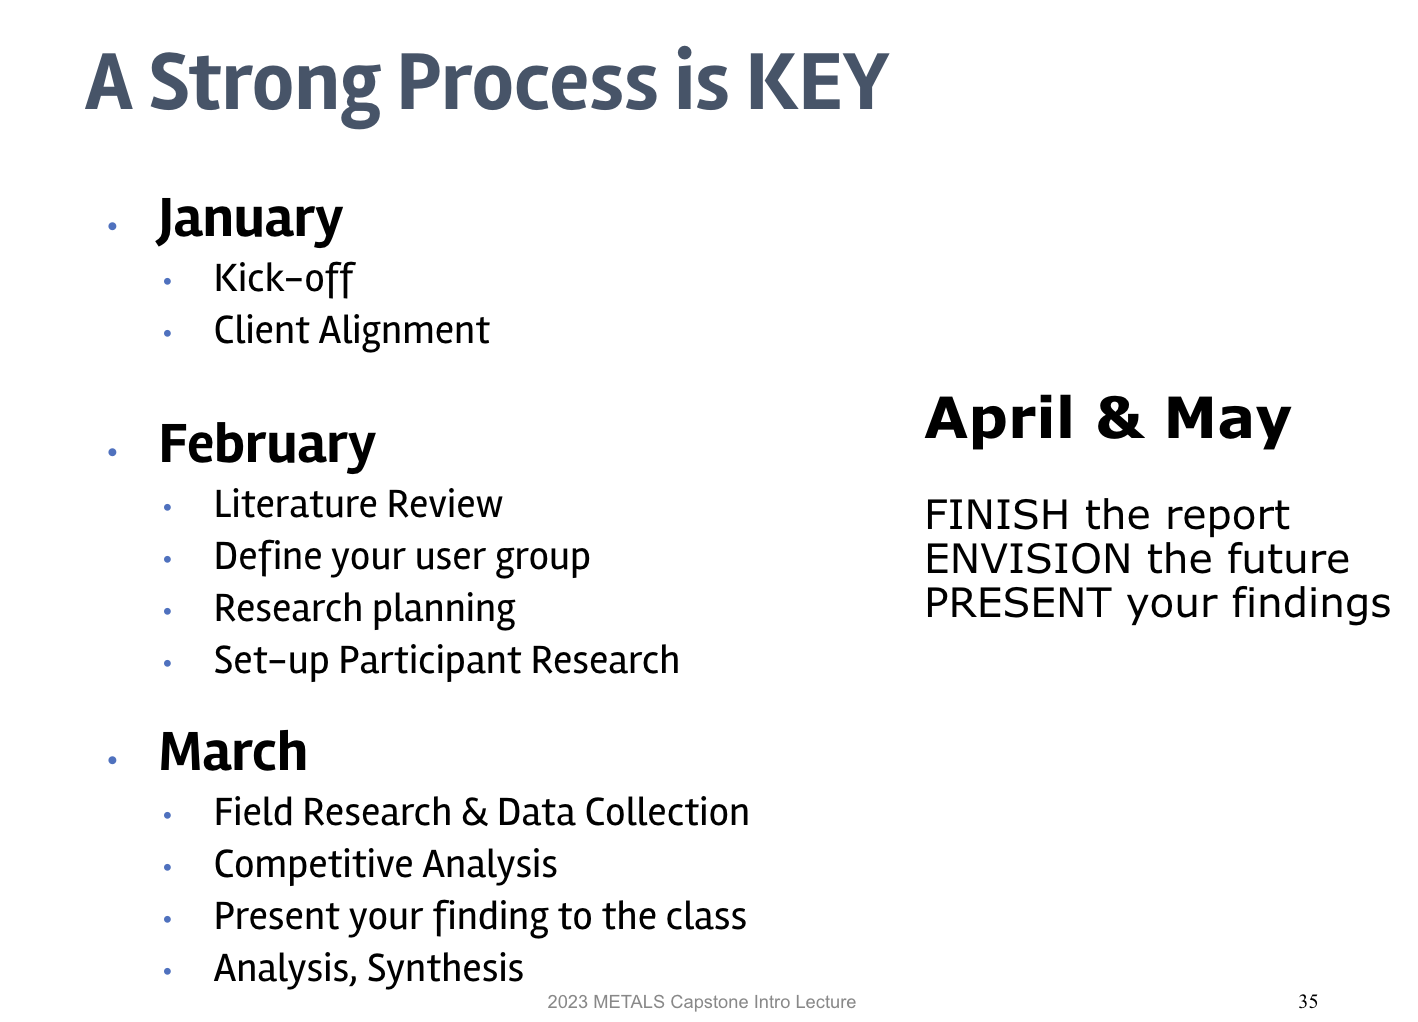 A Strong Process is KEY
• January
• Kick-off
• Client Alignment
• February
• Literature Review
• Define your user group
• Research planning
• Set-up Participant Research
• March
• Field Research & Data Collection
• Competitive Analysis
• Present your finding to the class
• Analysis, Synthesis
April & May
FINISH the report
ENVISION the future
PRESENT your findings
2023 METALS Capstone Intro Lecture
35